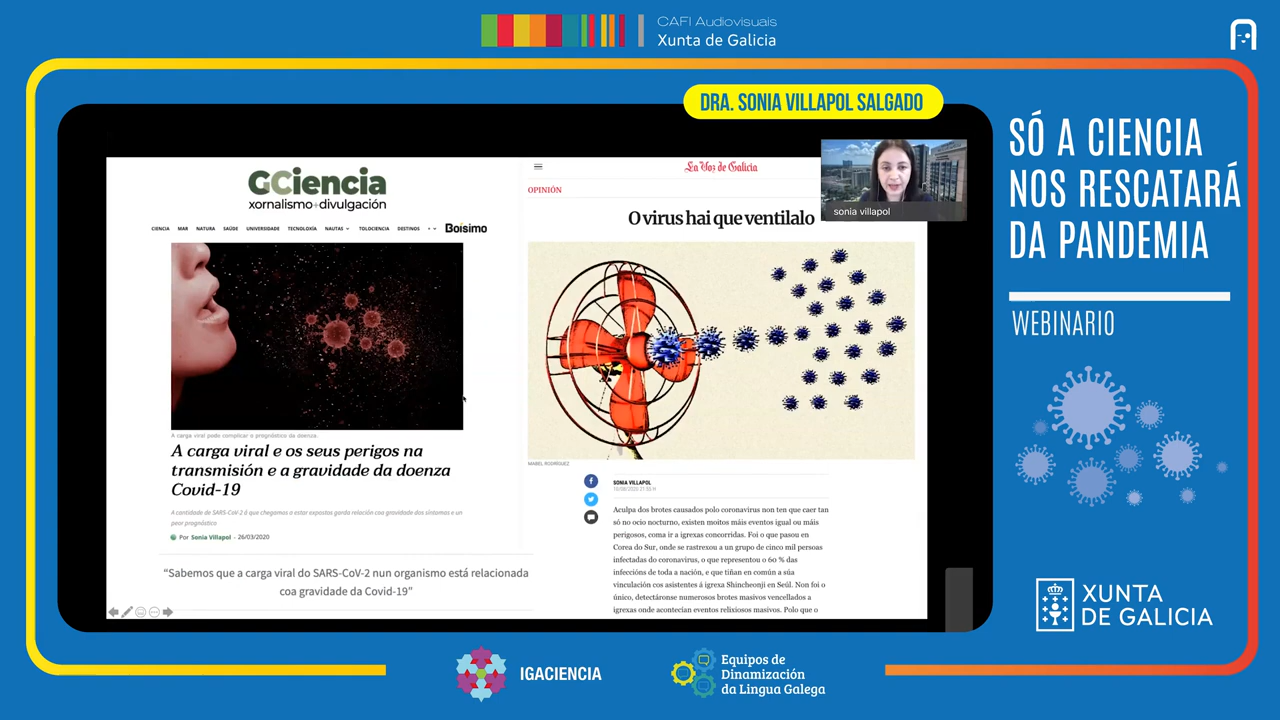 CAFI Audiovisuais
Xunta de Galicia
DRA. SONIA VILLAPOL SALGADO
SÓ A CIENCIA
NOS RESCATARÁ
DA PANDEMIA
WEBINARIO
GCiencia
xornalismo+divulgación
CIENCIA MAR NATURA SAÚDE UNIVERSIDADE TECNOLOXÍA NAUTAS TOLOCIENCIA DESTINOS
Boisimo
A carga viral pode complicar o prognóstico da doenza.
A carga viral e os seus perigos na
transmisión e a gravidade da doenza
Covid-19
A cantidade de SARS-CoV-2 á que chegamos a estar expostos garda relación coa gravidade dos síntomas e un
peor prognóstico
Por Sonia Villapol - 26/03/2020
“Sabemos que a carga viral do SARS-CoV-2 nun organismo está relacionada
coa gravidade da Covid-19”
La Voz de Galicia
OPINIÓN
O virus hai que ventilalo
sonia villapol
MABEL RODRÍGUEZ
SONIA VILLAPOL
Aculpa dos brotes causados polo coronavirus non ten que caer tan
só no ocio nocturno, existen moitos máis eventos igual ou máis
perigosos, coma ir a igrexas concorridas. Foi o que pasou en
Corea do Sur, onde se rastrexou a un grupo de cinco mil persoas
infectadas do coronavirus, o que representou o 60 % das
infeccións de toda a nación, e que tiñan en común a súa
vinculación cos asistentes á igrexa Shincheonji en Seúl. Non foi o
único, detectáronse numerosos brotes masivos vencellados a
igrexas onde acontecían eventos relixiosos masivos. Polo que o
XUNTA
DE GALICIA
IGACIENCIA
Equipos de
Dinamización
da Lingua Galega